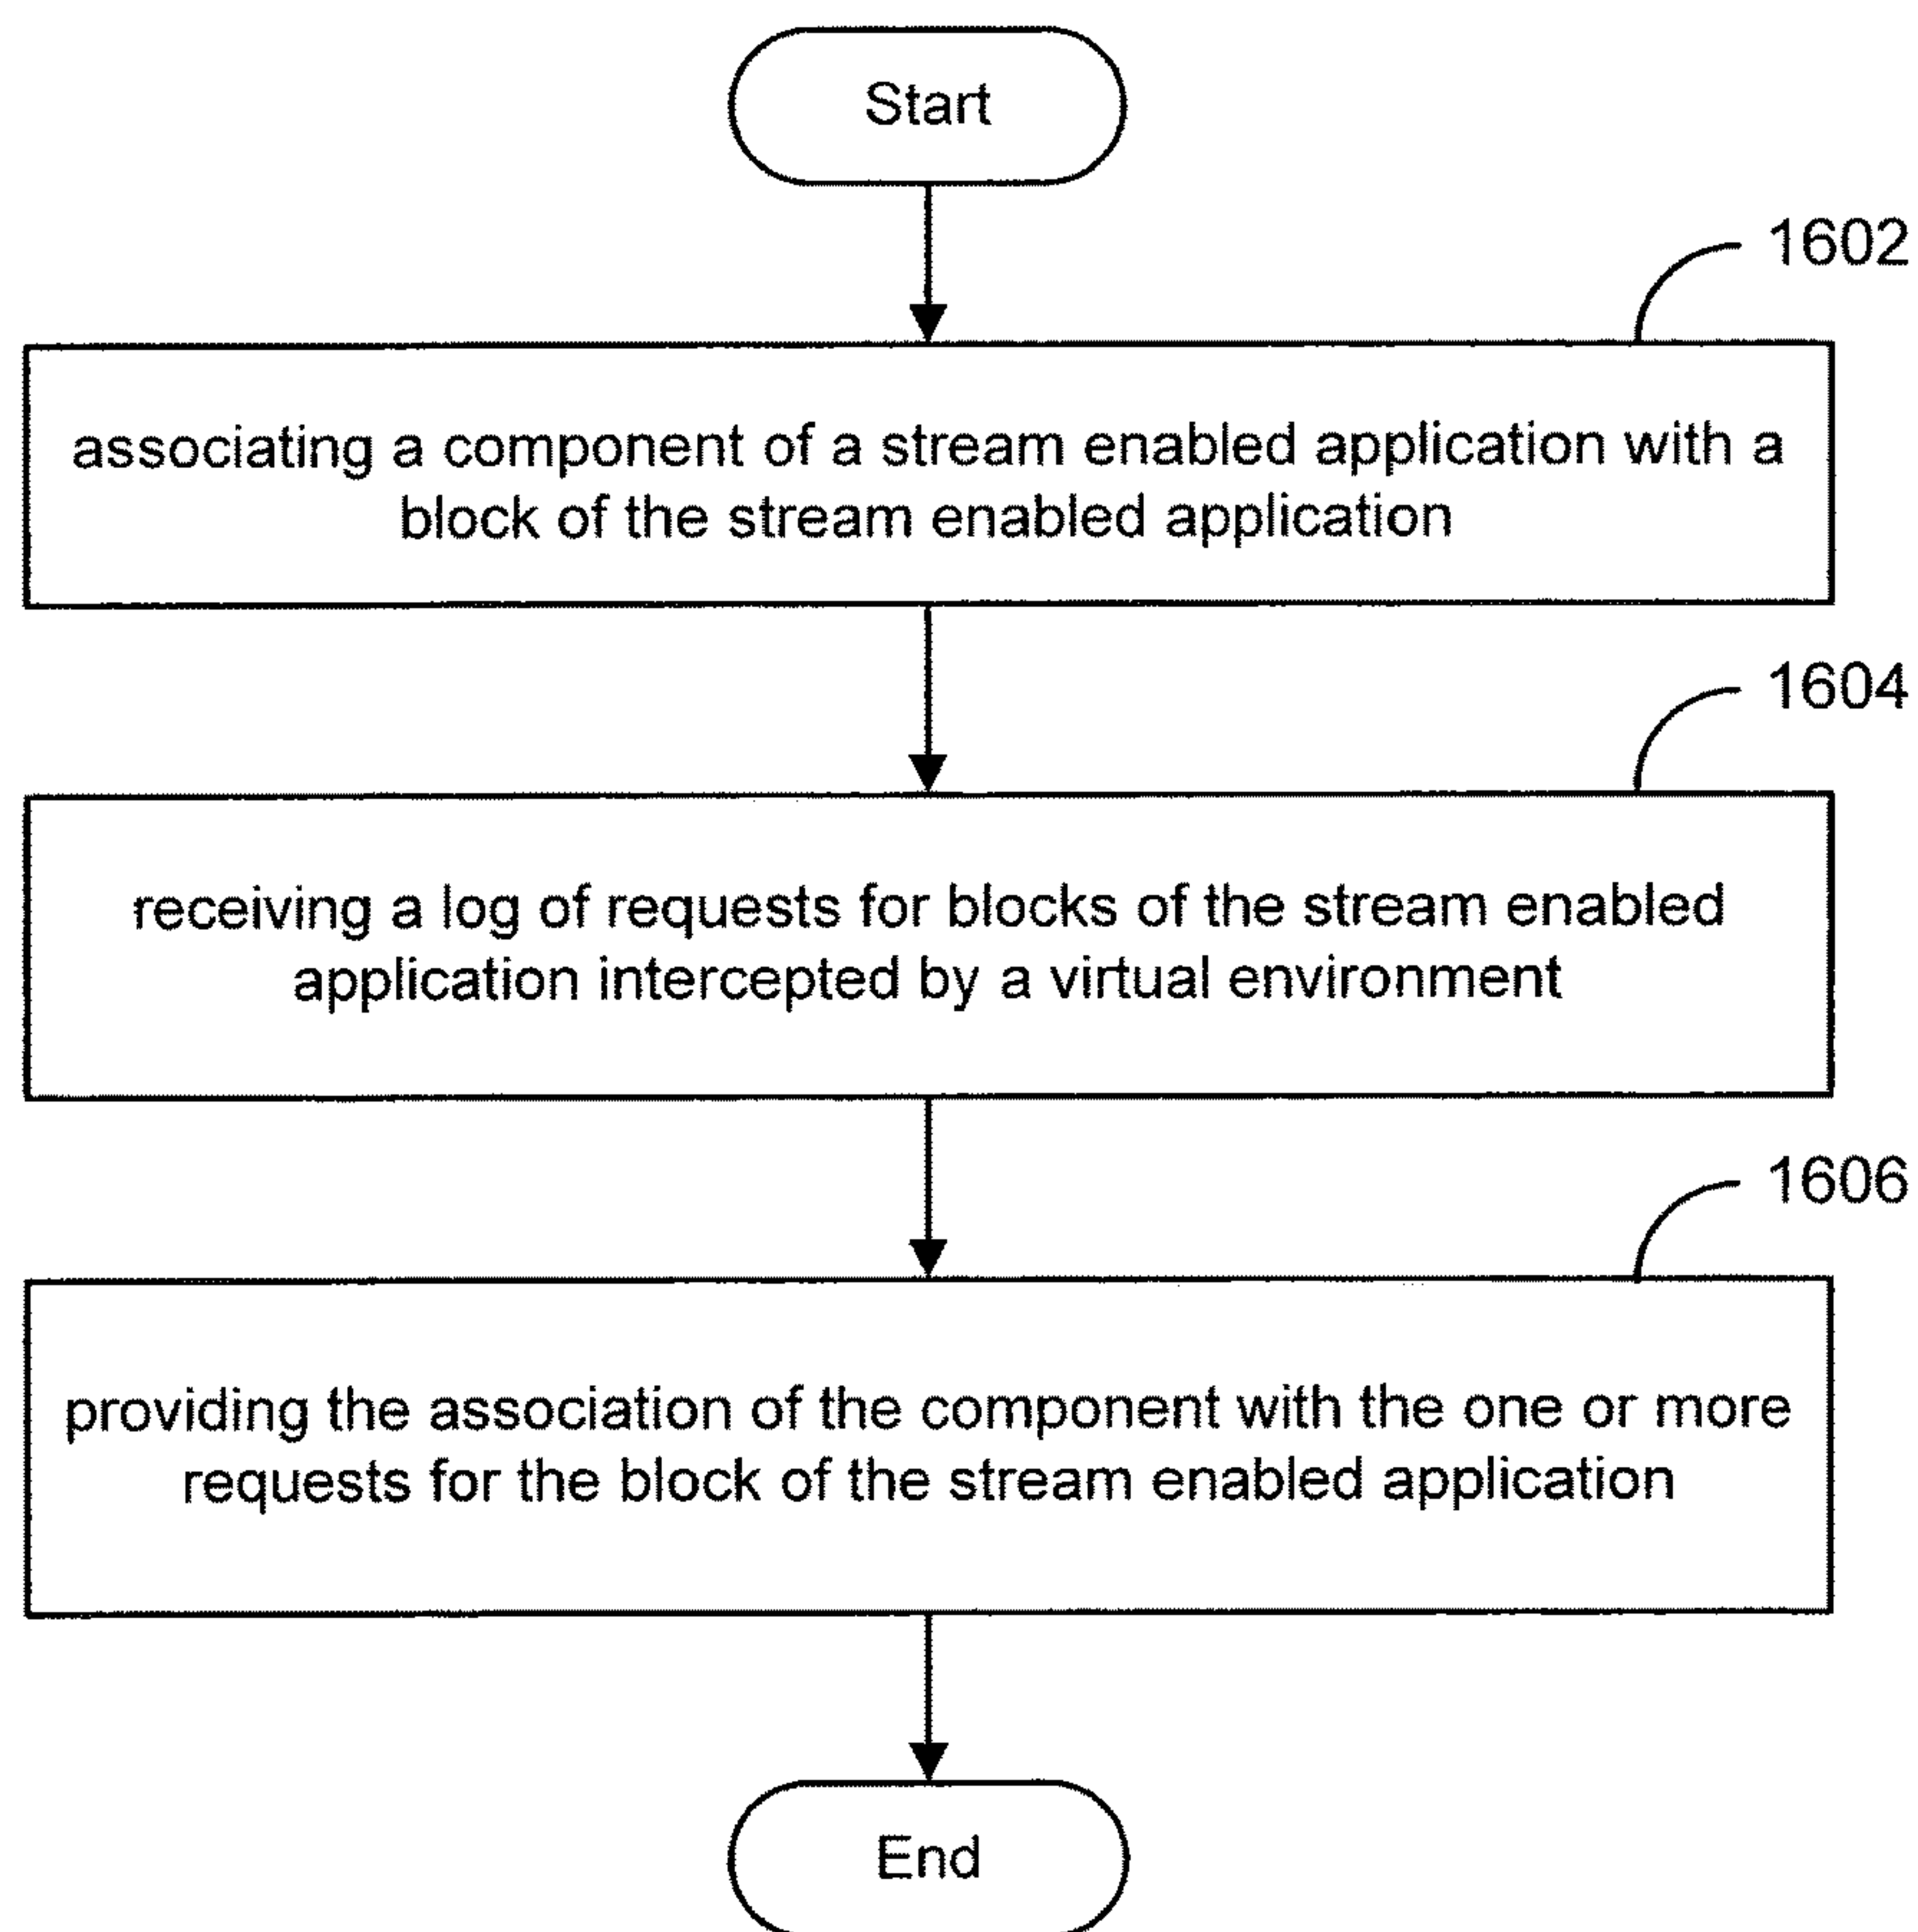 Start
1602
associating a component of a stream enabled application with a
block of the stream enabled application
1604
receiving a log of requests for blocks of the stream enabled
application intercepted by a virtual environment
1606
providing the association of the component with the one or more
requests for the block of the stream enabled application
End